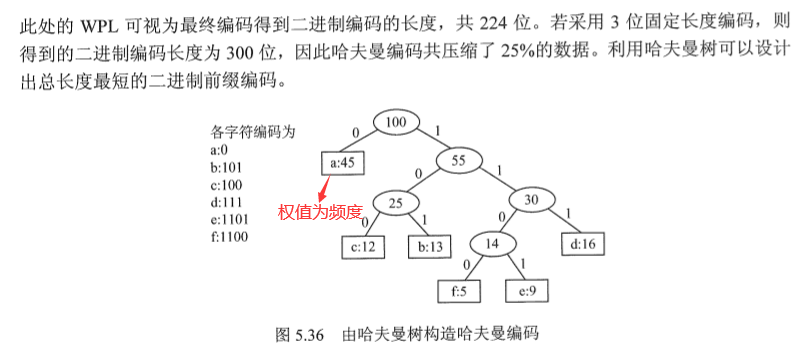 此处的 WPL 可视为最终编码得到二进制编码的长度，共 224 位。若采用 3 位固定长度编码，则
得到的二进制编码长度为 300 位，因此哈夫曼编码共压缩了 25%的数据。利用哈夫曼树可以设计
出总长度最短的二进制前缀编码。
各字符编码为
a:0
b:101
c:100
d:111
e:1101
f:1100
100
0
1
a:45
55
0
1
权值为频度
25
30
0
1
0
1
c:12
b:13
14
d:16
0
1
f:5
e:9
图 5.36 由哈夫曼树构造哈夫曼编码